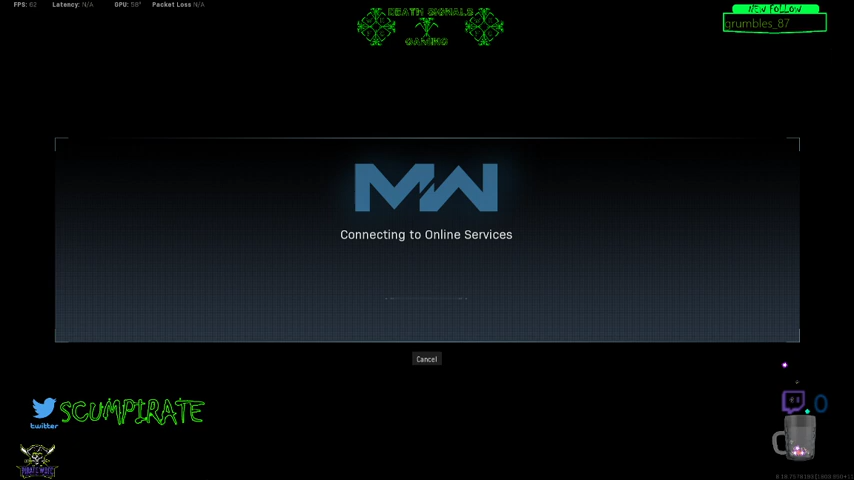 FPS: 62 Latency: N/A GPU: 58° Packet Loss N/A
DEATH SIGNALS
GAMING
NEW FOLLOW
grumbles_87
MW
Connecting to Online Services
Cancel
SCUMPIRATE
twitter
0